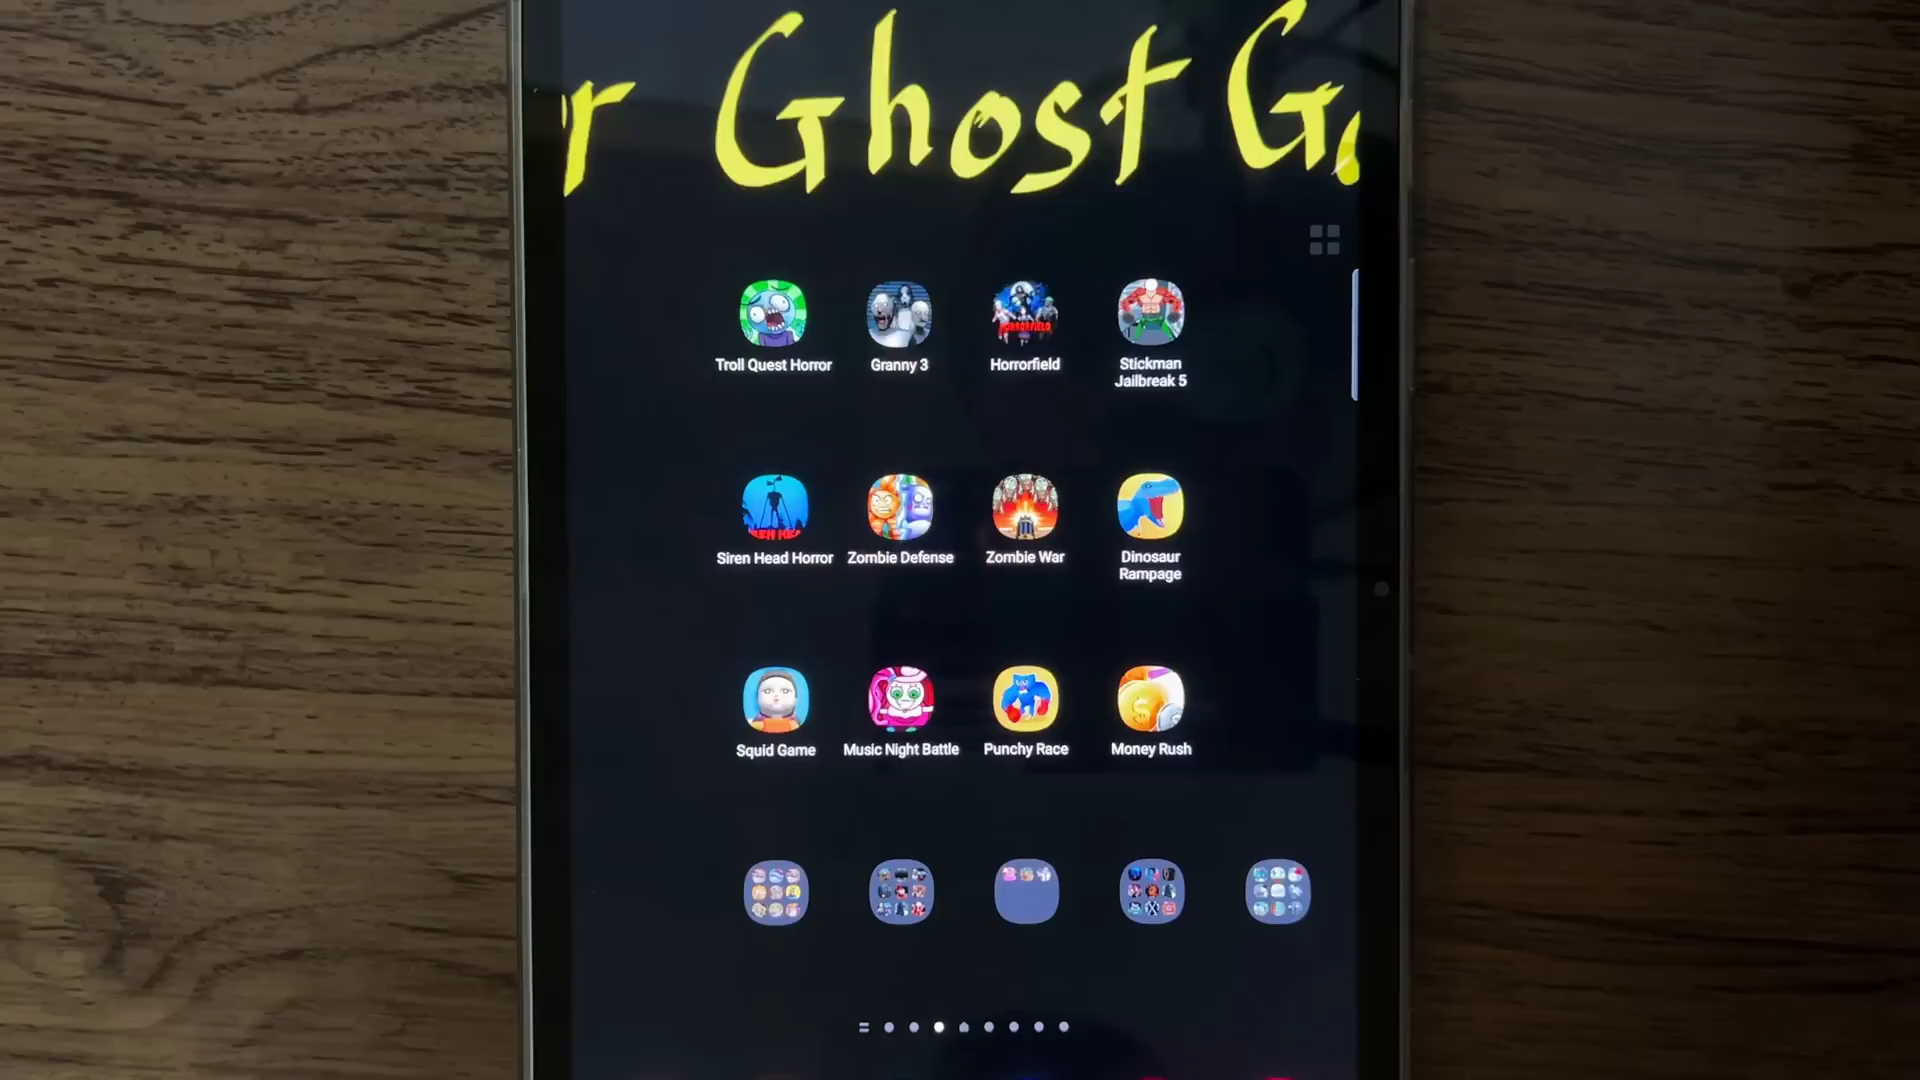 r Ghost G
Troll Quest Horror
Granny 3
Horrorfield
Stickman
Jailbreak 5
HORRORFIELD
Siren Head Horror
Zombie Defense
Zombie War
Dinosaur
Rampage
Squid Game
Music Night Battle
Punchy Race
Money Rush